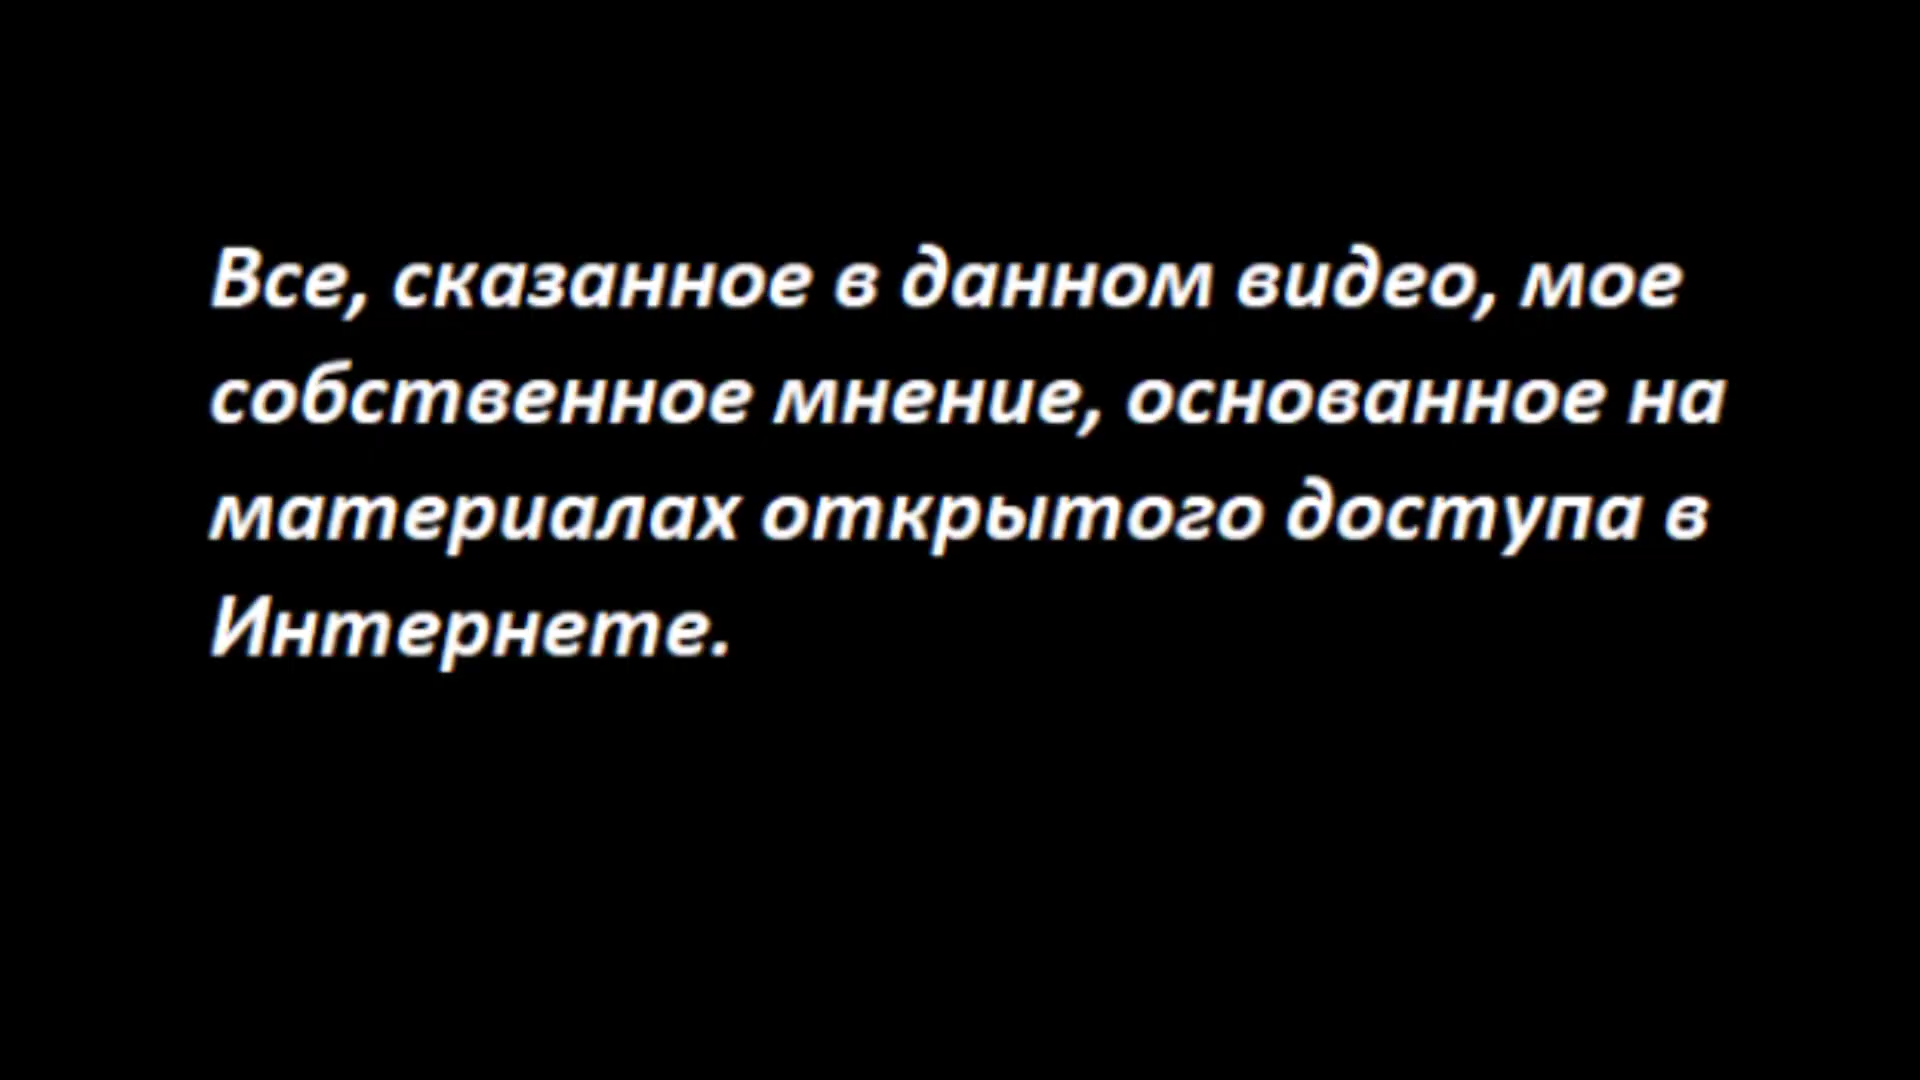 Все, сказанное в данном видео, мое
собственное мнение, основанное на
материалах открытого доступа в
Интернете.